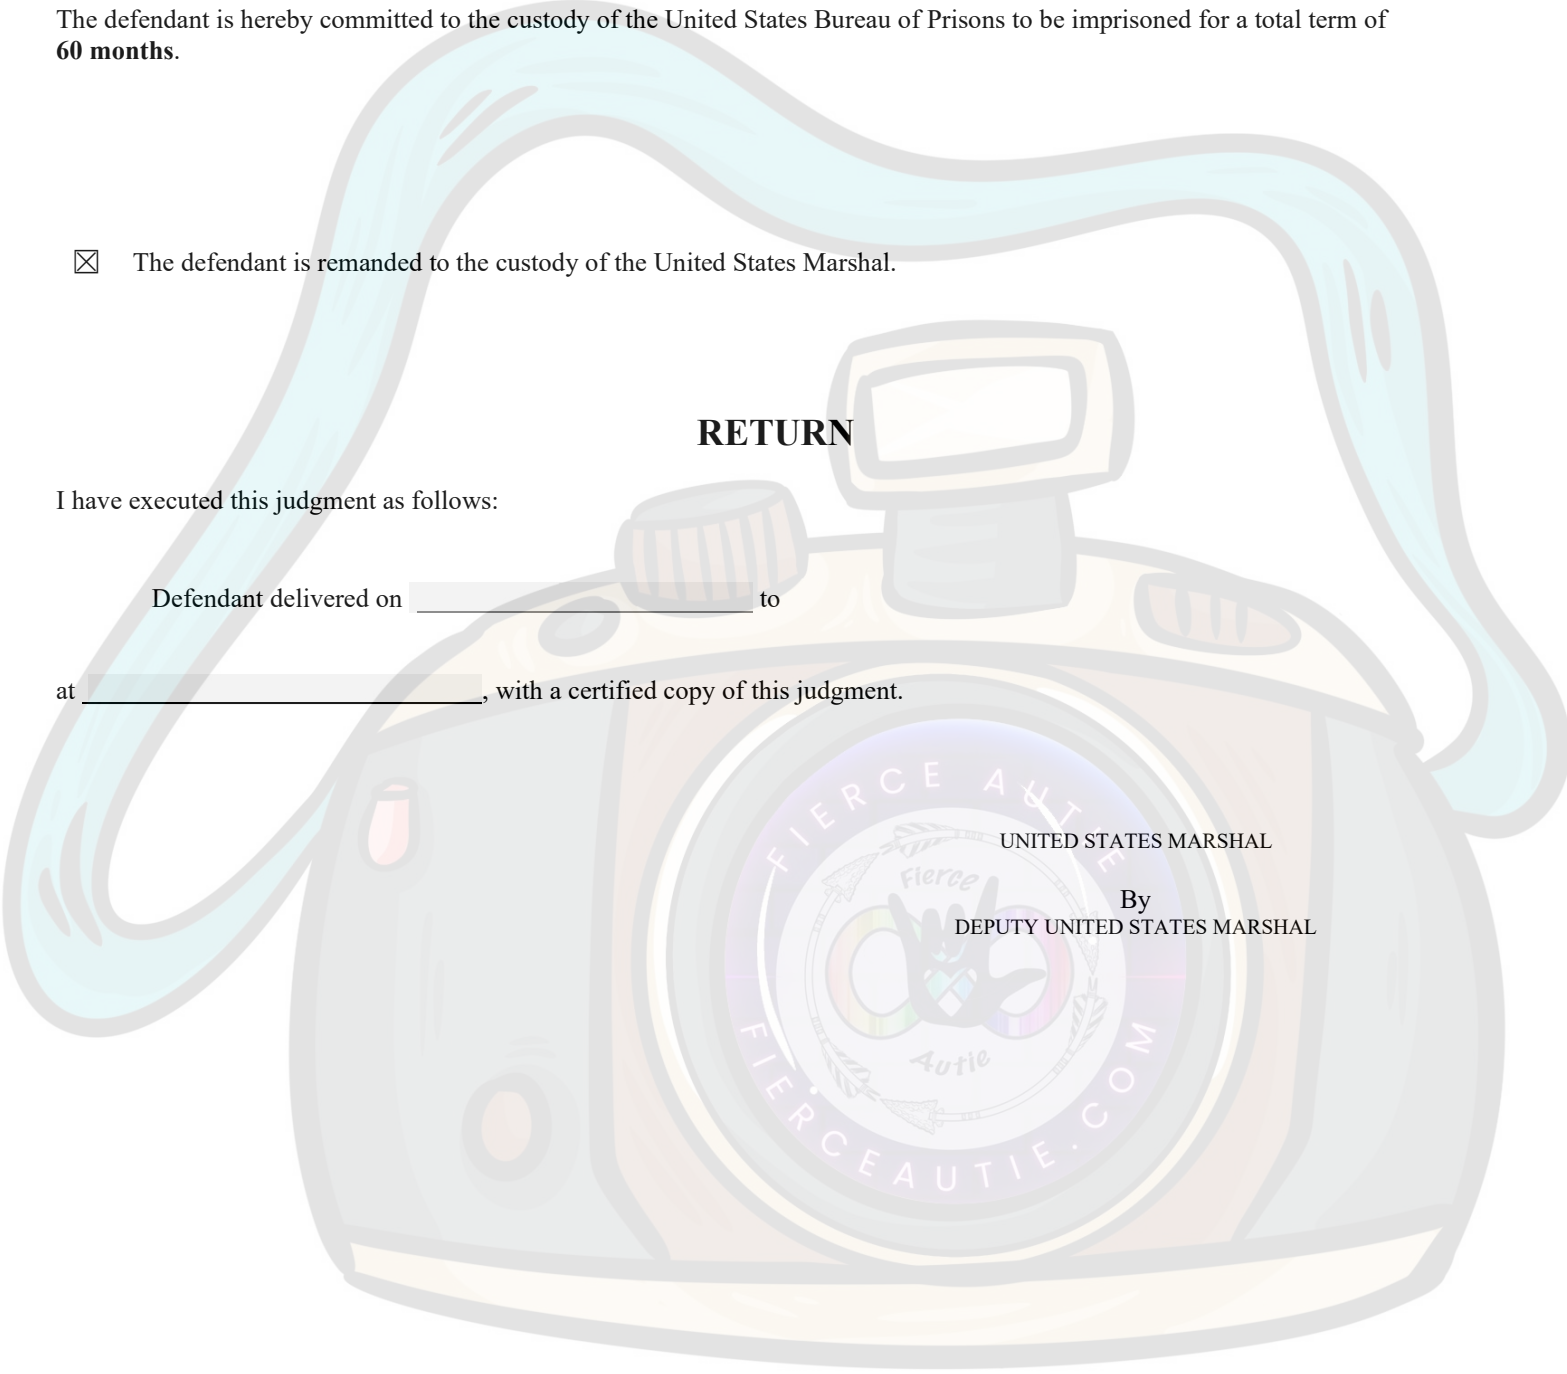 The defendant is hereby committed to the custody of the United States Bureau of Prisons to be imprisoned for a total term of
60 months.
☒ The defendant is remanded to the custody of the United States Marshal.
RETURN
I have executed this judgment as follows:
Defendant delivered on ____________ to
at ____________, with a certified copy of this judgment.
FIERCE AUTIE
UNITED STATES MARSHAL
Fierce
By
DEPUTY UNITED STATES MARSHAL
Autie
FIERCEAUTIE.COM